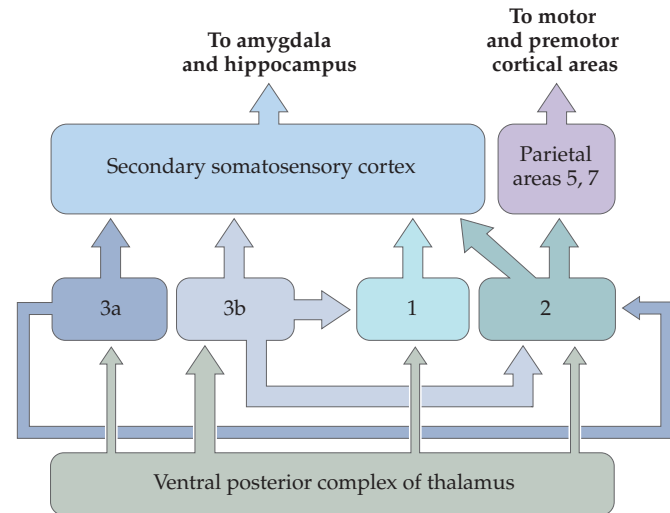 To amygdala
and hippocampus
To motor
and premotor
cortical areas
Secondary somatosensory cortex
Parietal
areas 5, 7
3a
3b
1
2
Ventral posterior complex of thalamus